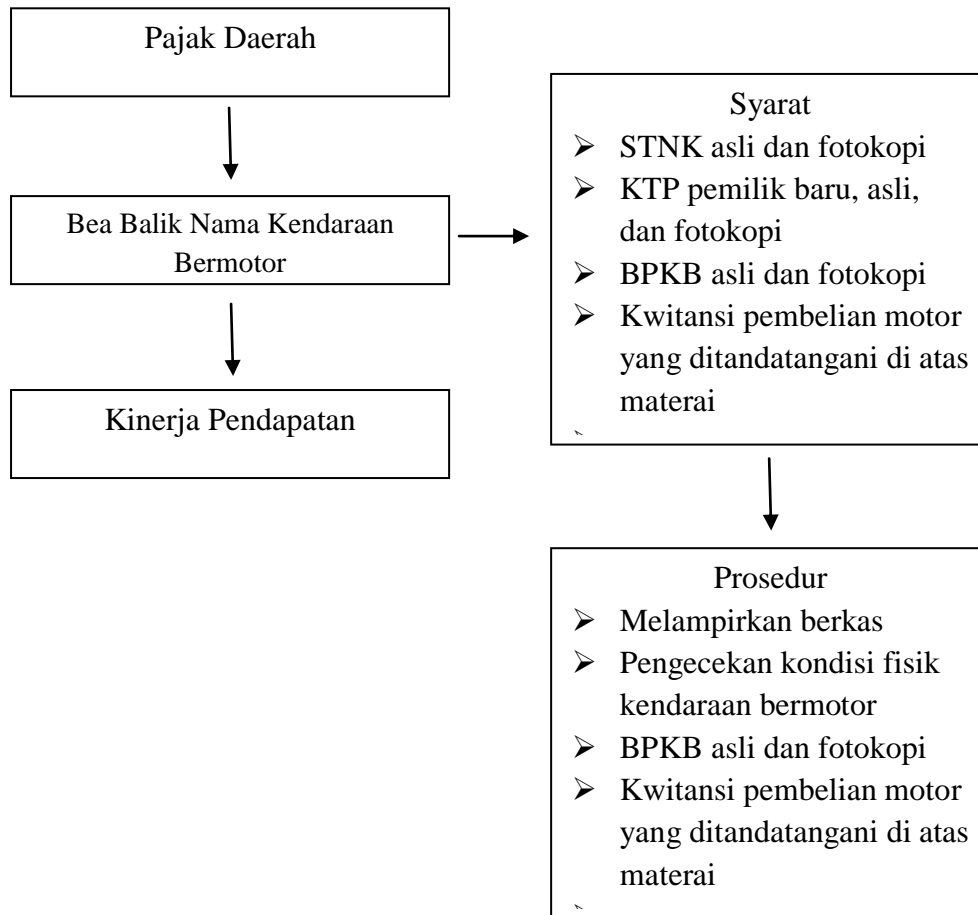 Pajak Daerah
Bea Balik Nama Kendaraan
Bermotor
Kinerja Pendapatan
Syarat
➢ STNK asli dan fotokopi
➢ KTP pemilik baru, asli,
dan fotokopi
➢ BPKB asli dan fotokopi
➢ Kwitansi pembelian motor
yang ditandatangani di atas
materai
Prosedur
➢ Melampirkan berkas
➢ Pengecekan kondisi fisik
kendaraan bermotor
➢ BPKB asli dan fotokopi
➢ Kwitansi pembelian motor
yang ditandatangani di atas
materai